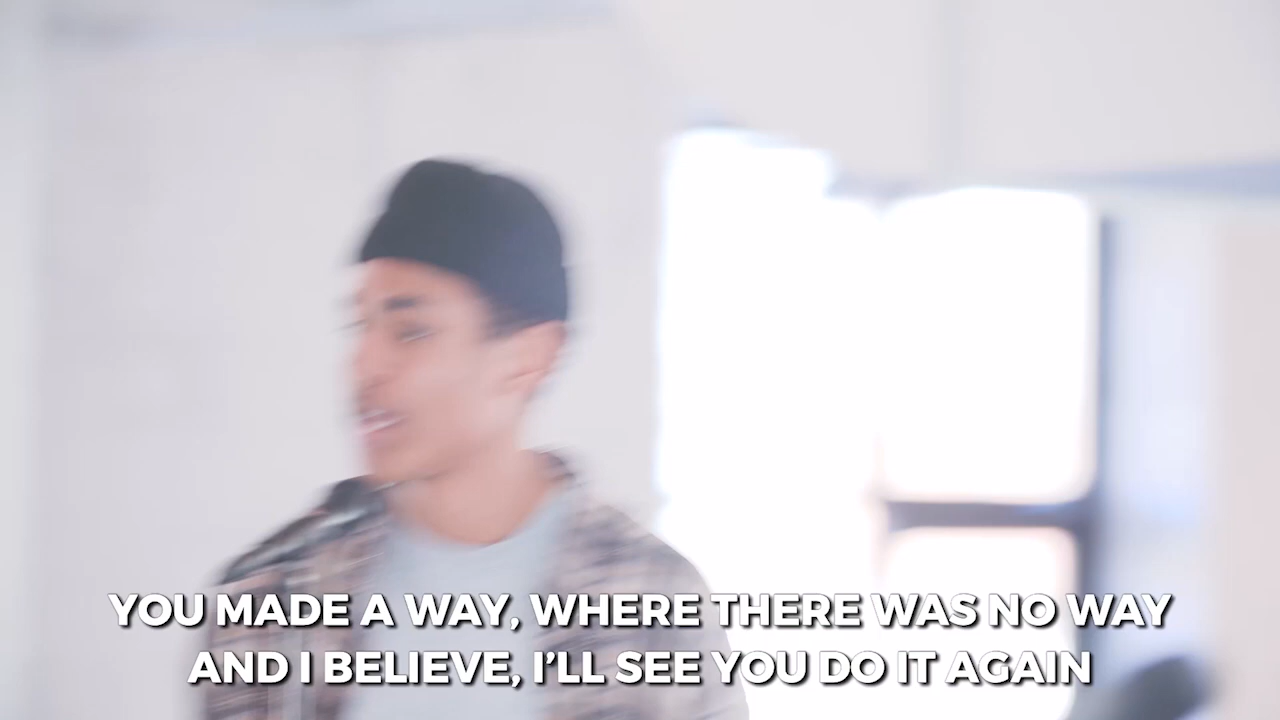 YOU MADE A WAY, WHERE THERE WAS NO WAY
AND I BELIEVE, I’LL SEE YOU DO IT AGAIN